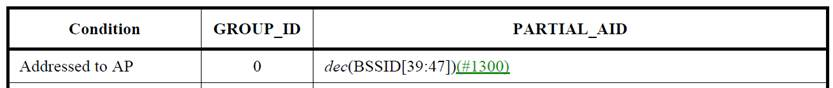 Condition GROUP_ID PARTIAL_AID
Addressed to AP 0 dec(BSSID[39:47])(#1300)